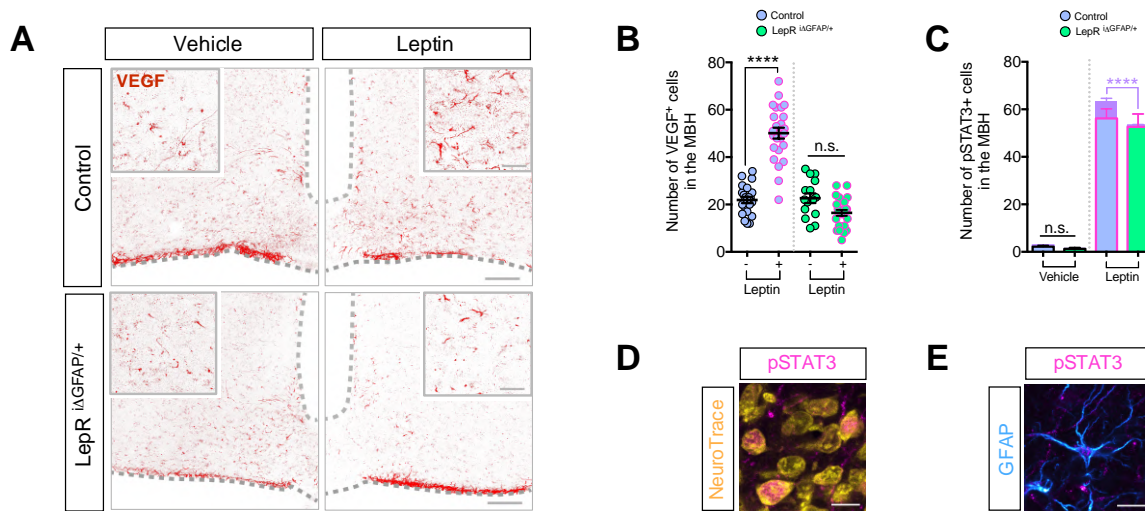 A
Vehicle
Leptin
Control
VEGF
LepR iΔGFAP/+
B
Control
LepR iΔGFAP/+
Number of VEGF+ cells
in the MBH
80
60
40
20
0
****
n.s.
- + - +
Leptin Leptin
C
Control
LepR iΔGFAP/+
Number of pSTAT3+ cells
in the MBH
80
60
40
20
0
n.s.
****
Vehicle Leptin
D
pSTAT3
NeuroTrace
E
pSTAT3
GFAP